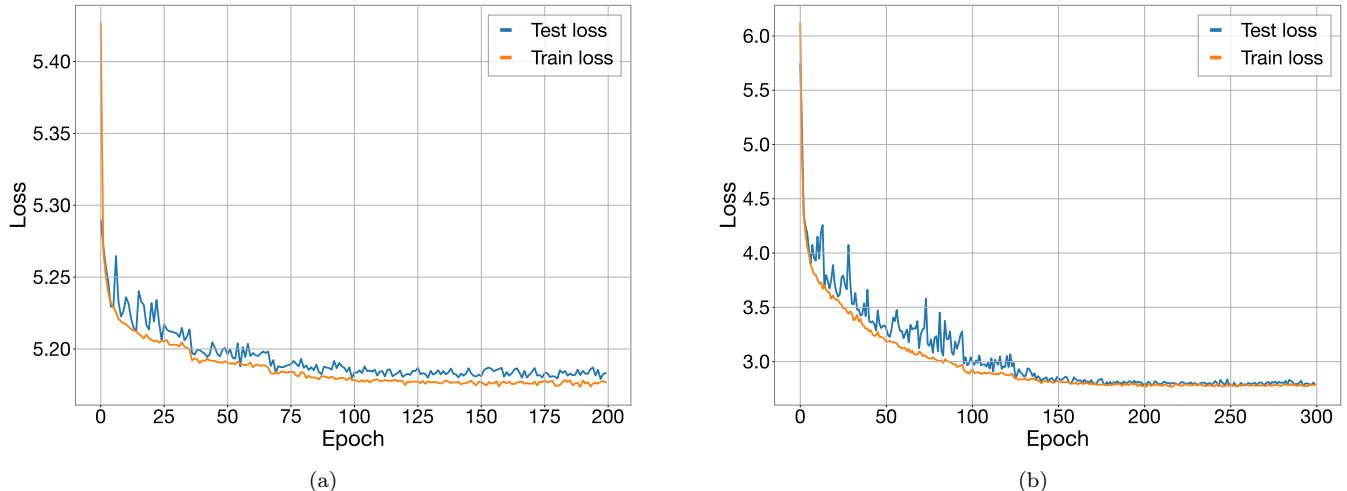 Test loss
Train loss
5.40
5.35
5.30
5.25
5.20
Loss
0 25 50 75 100 125 150 175 200
Epoch
(a)
Test loss
Train loss
6.0
5.5
5.0
4.5
4.0
3.5
3.0
Loss
0 50 100 150 200 250 300
Epoch
(b)